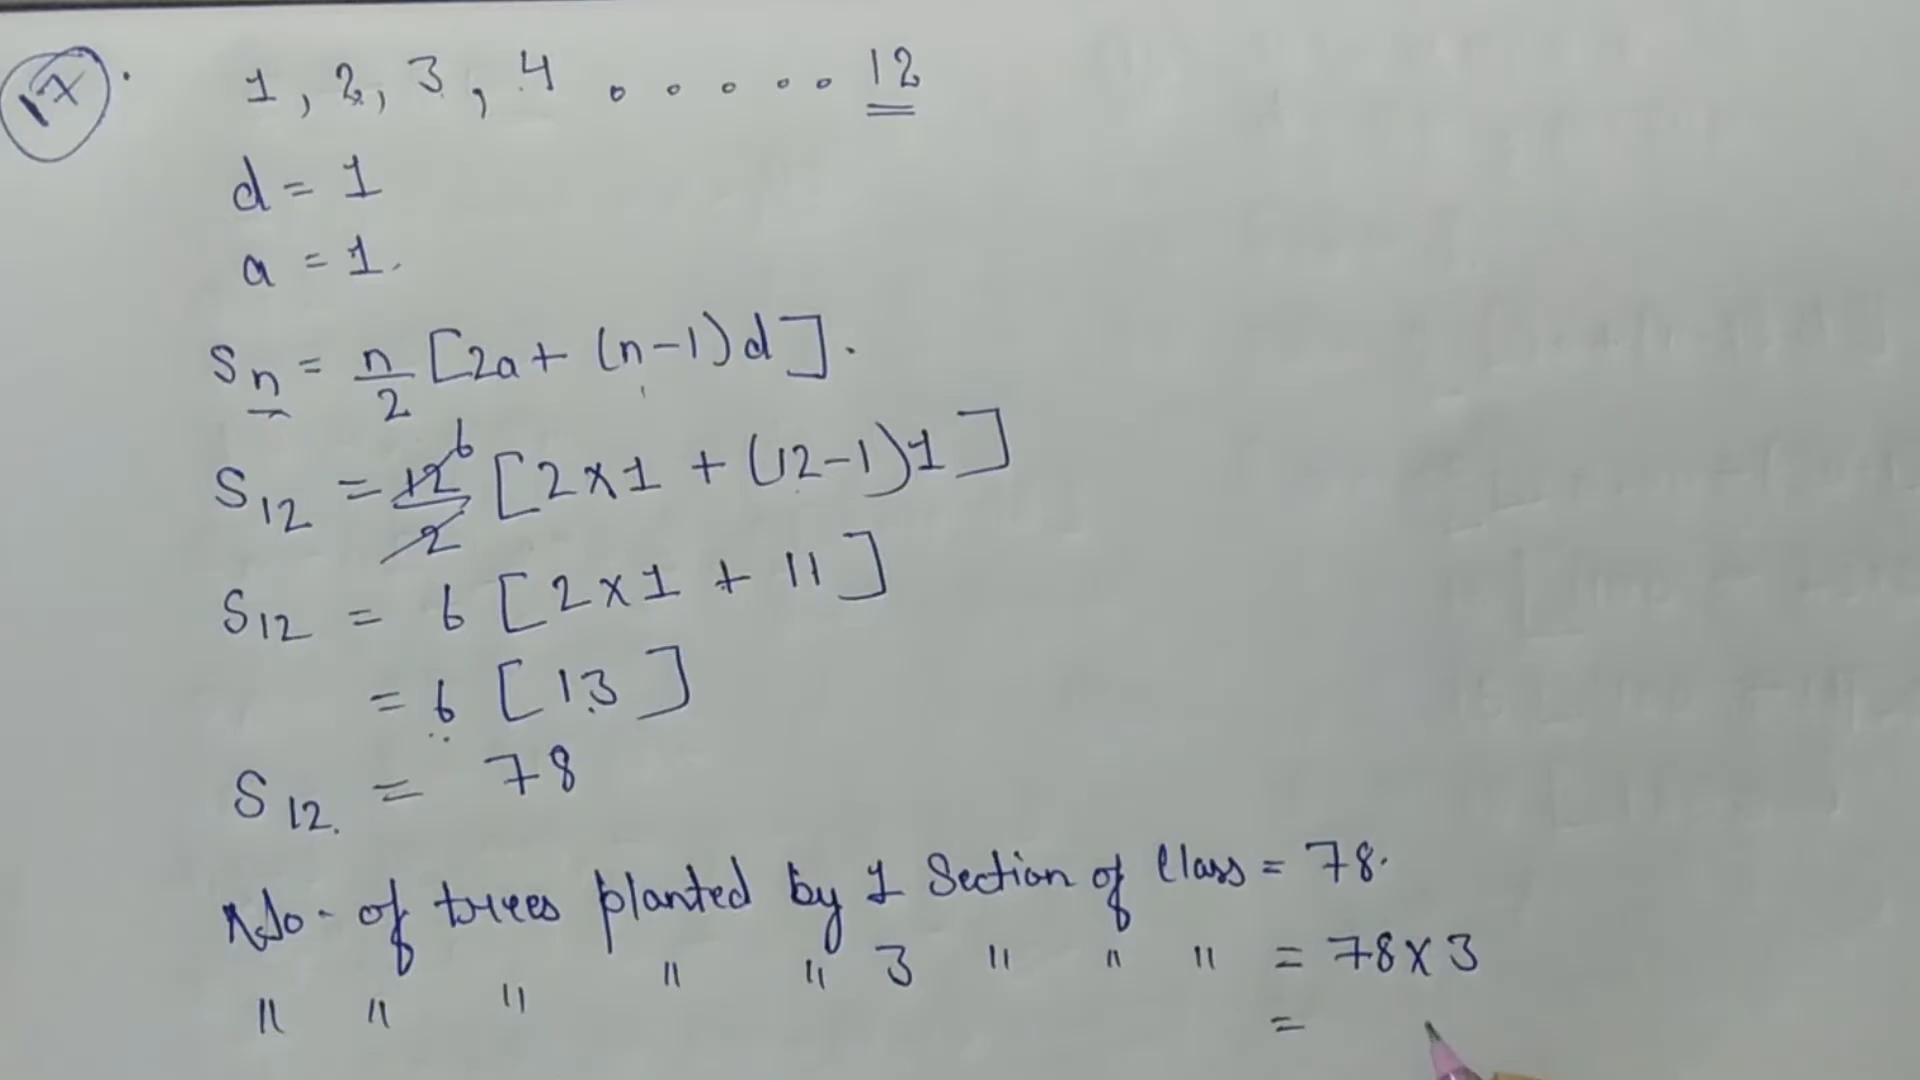 17. 1, 2, 3, 4 ...... 12
d = 1
a = 1.
Sn = n/2 [2a + (n-1)d].
S12 = 12/2 6 [2×1 + (12-1)1]
S12 = 6 [2×1 + 11]
= 6 [13]
S12. = 78
No. of trees planted by 1 Section of Class = 78.
" " " " " 3 " " " = 78×3
=